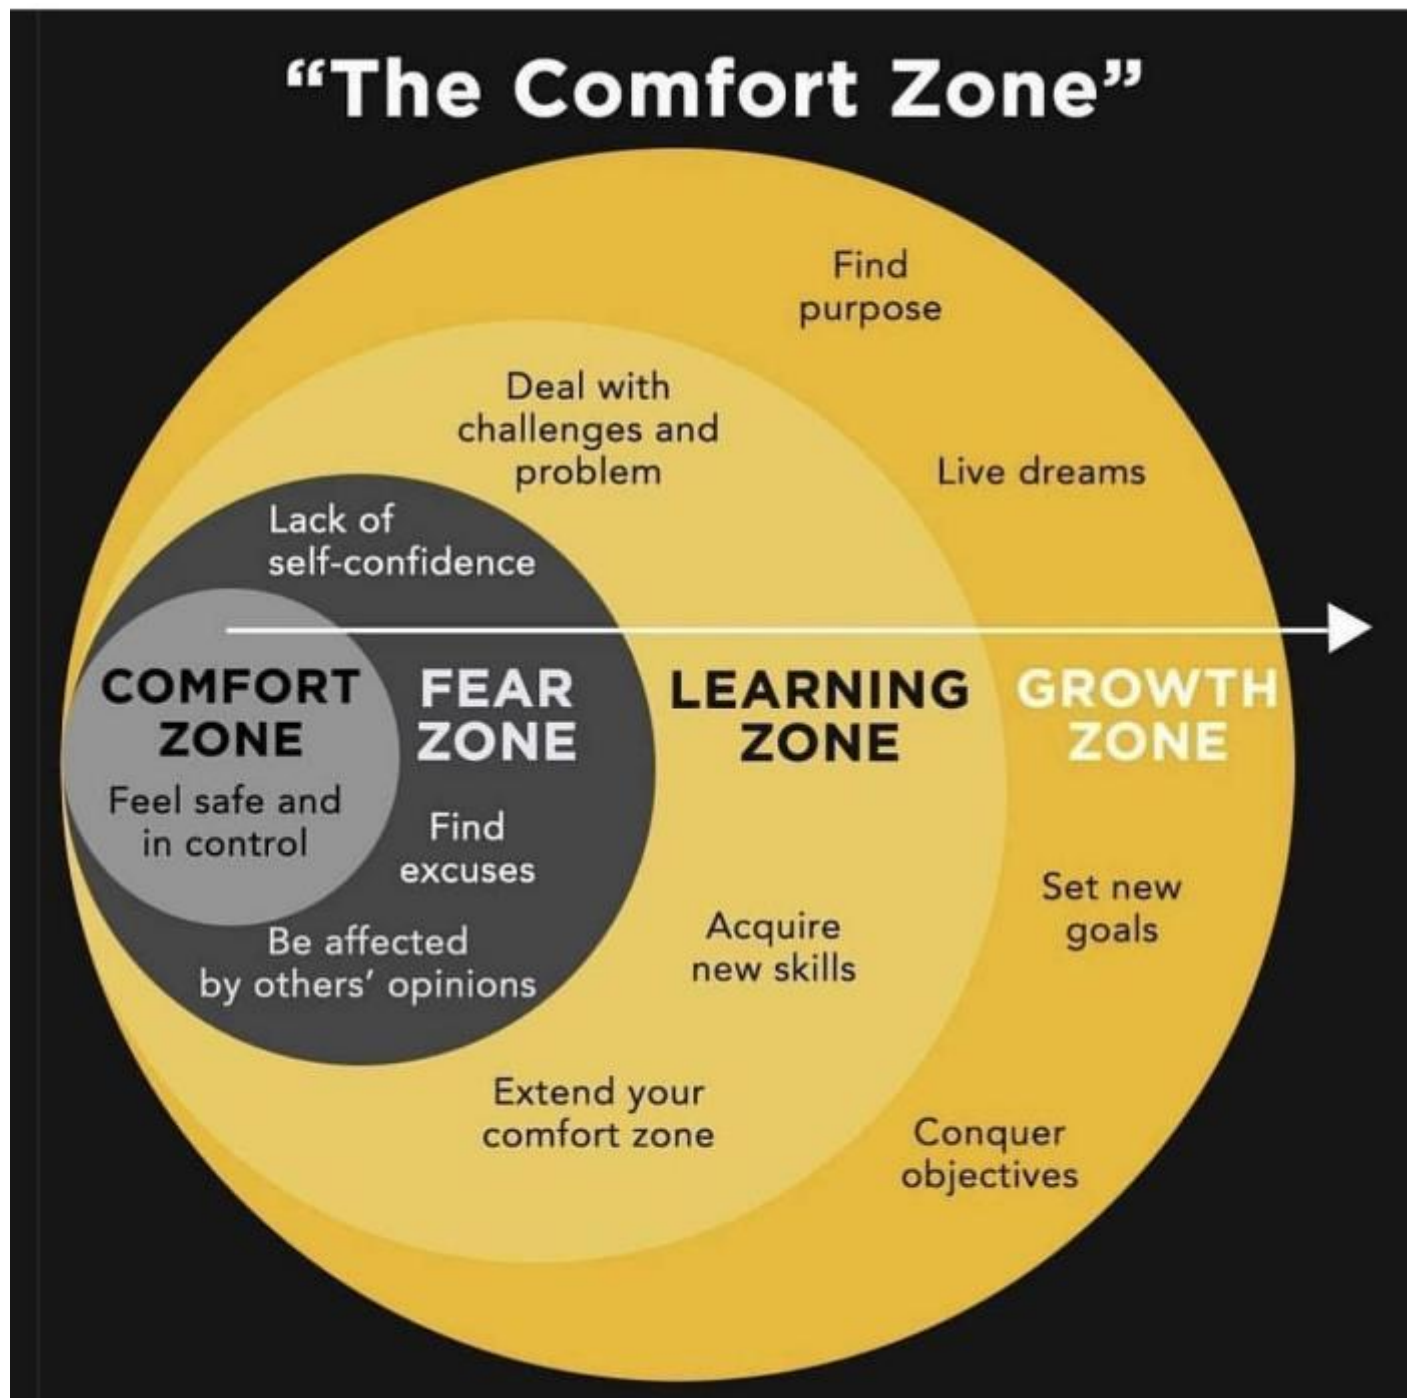 “The Comfort Zone”
Find
purpose
Deal with
challenges and
problem
Live dreams
Lack of
self-confidence
COMFORT
ZONE
Feel safe and
in control
FEAR
ZONE
Find
excuses
Be affected
by others’ opinions
LEARNING
ZONE
Acquire
new skills
Extend your
comfort zone
GROWTH
ZONE
Set new
goals
Conquer
objectives